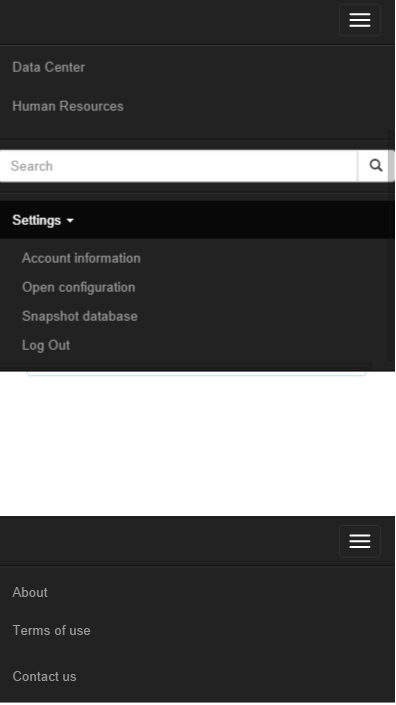 Data Center
Human Resources
Search
Settings
Account information
Open configuration
Snapshot database
Log Out
About
Terms of use
Contact us